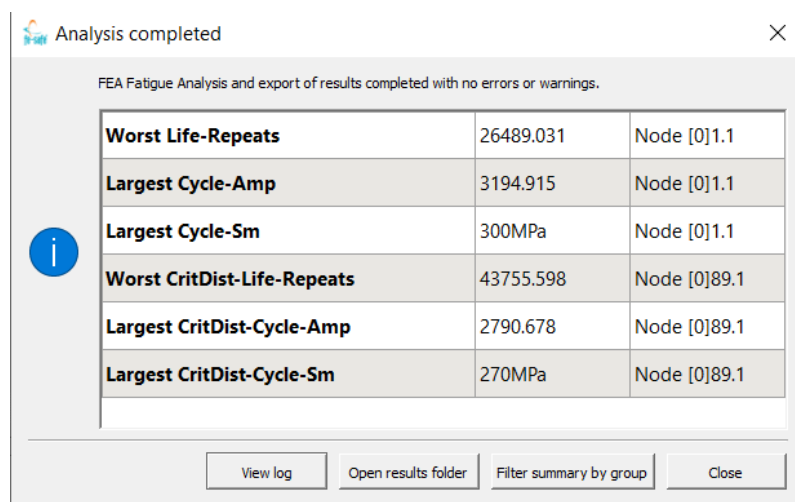 fe-safe
Analysis completed
FEA Fatigue Analysis and export of results completed with no errors or warnings.
Worst Life-Repeats 26489.031 Node [0]1.1
Largest Cycle-Amp 3194.915 Node [0]1.1
Largest Cycle-Sm 300MPa Node [0]1.1
Worst CritDist-Life-Repeats 43755.598 Node [0]89.1
Largest CritDist-Cycle-Amp 2790.678 Node [0]89.1
Largest CritDist-Cycle-Sm 270MPa Node [0]89.1
View log Open results folder Filter summary by group Close